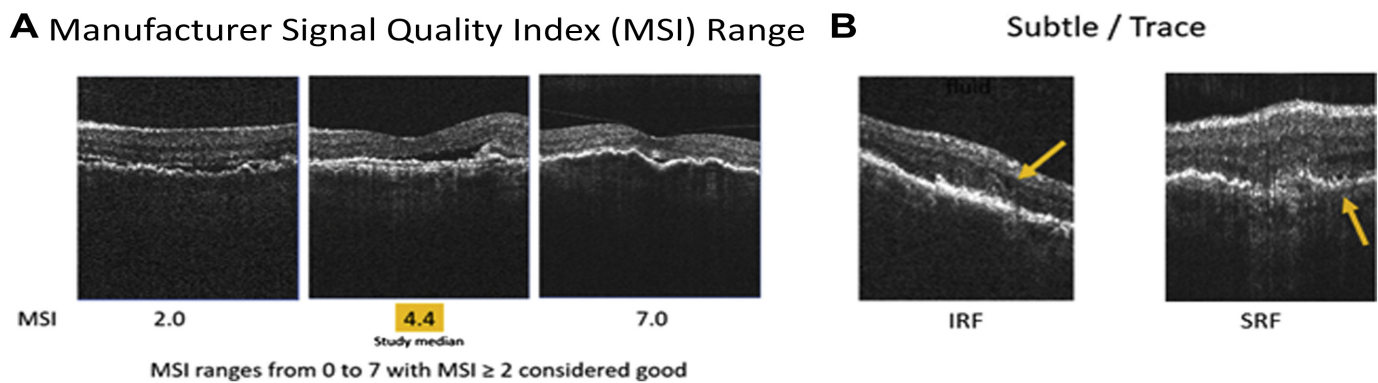 A Manufacturer Signal Quality Index (MSI) Range
MSI 2.0 4.4 7.0
Study median
MSI ranges from 0 to 7 with MSI ≥ 2 considered good
B Subtle / Trace
fluid
IRF SRF